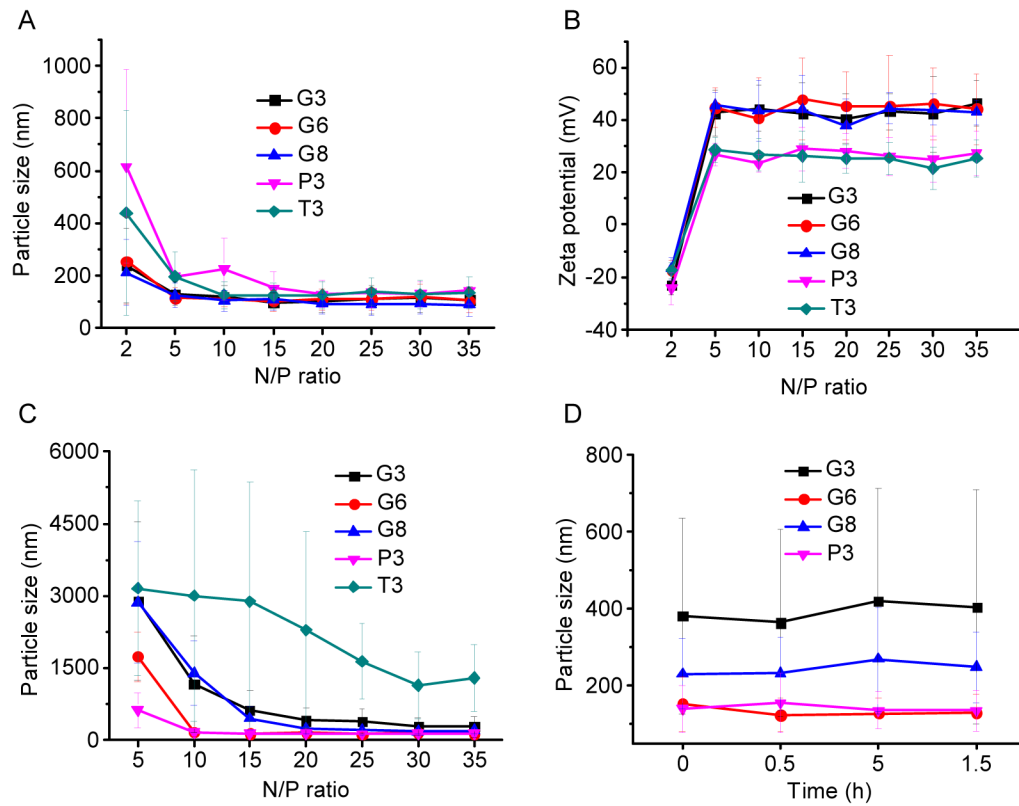 A
1000
800
600
400
200
0
Particle size (nm)
G3
G6
G8
P3
T3
2 5 10 15 20 25 30 35
N/P ratio
B
60
40
20
0
-20
-40
Zeta potential (mV)
G3
G6
G8
P3
T3
2 5 10 15 20 25 30 35
N/P ratio
C
6000
4500
3000
1500
0
Particle size (nm)
G3
G6
G8
P3
T3
5 10 15 20 25 30 35
N/P ratio
D
800
600
400
200
Particle size (nm)
G3
G6
G8
P3
0 0.5 5 1.5
Time (h)